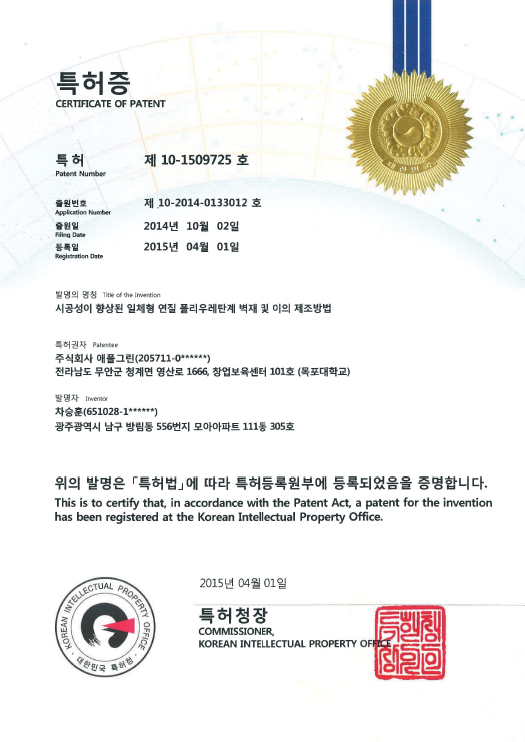 특허증
CERTIFICATE OF PATENT
특 허 제 10-1509725 호
Patent Number
출원번호 제 10-2014-0133012 호
Application Number
출원일 2014년 10월 02일
Filing Date
등록일 2015년 04월 01일
Registration Date
발명의 명칭 Title of the Invention
시공성이 향상된 일체형 연질 폴리우레탄계 벽재 및 이의 제조방법
특허권자 Patentee
주식회사 애플그린(205711-0******)
전라남도 무안군 청계면 영산로 1666, 창업보육센터 101호 (목포대학교)
발명자 Inventor
차승훈(651028-1******)
광주광역시 남구 방림동 556번지 모아아파트 111동 305호
위의 발명은 「특허법」에 따라 특허등록원부에 등록되었음을 증명합니다.
This is to certify that, in accordance with the Patent Act, a patent for the invention
has been registered at the Korean Intellectual Property Office.
2015년 04월 01일
특허청장
COMMISSIONER,
KOREAN INTELLECTUAL PROPERTY OFFICE
KOREAN INTELLECTUAL PROPERTY OFFICE
대한민국 특허청
대한민국